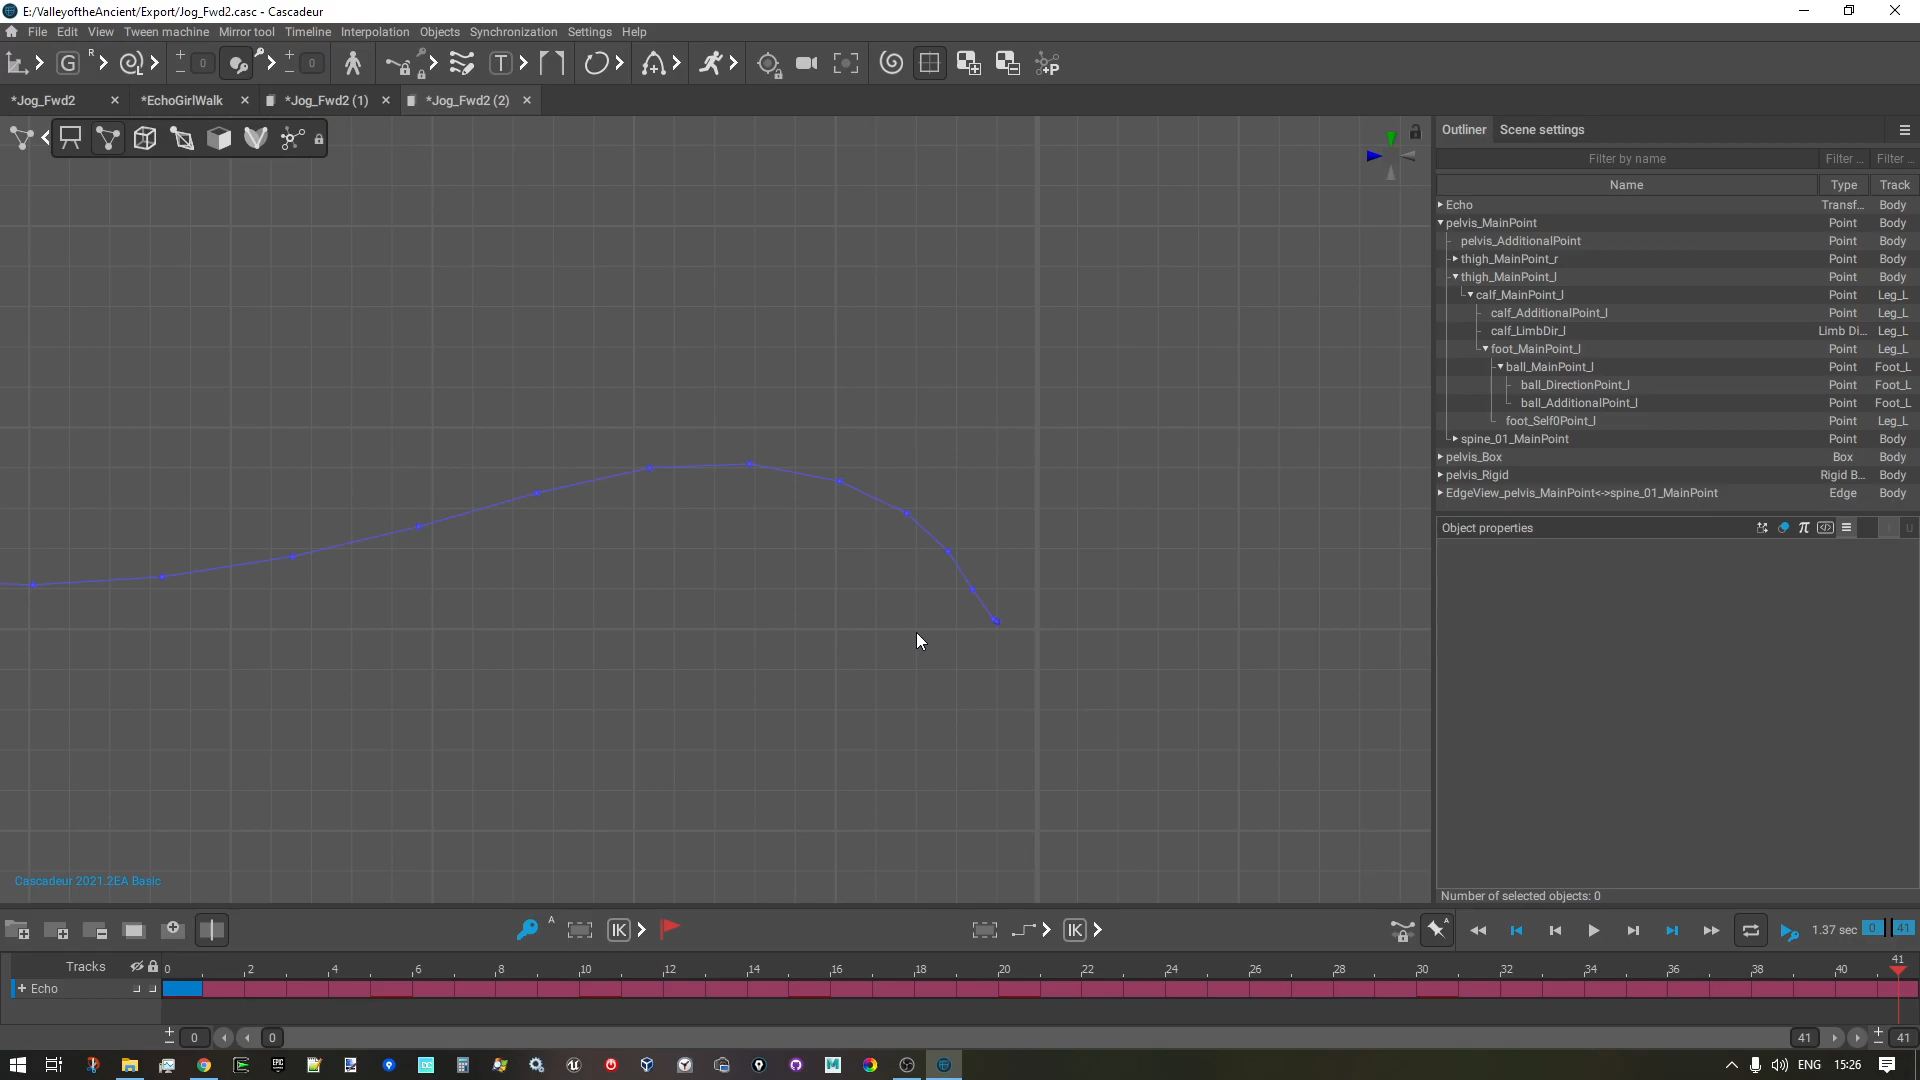 E:/ValleyoftheAncient/Export/Jog_Fwd2.casc - Cascadeur
File Edit View Tween machine Mirror tool Timeline Interpolation Objects Synchronization Settings Help
G R 0 0 T P
*Jog_Fwd2 *EchoGirlWalk *Jog_Fwd2 (1) *Jog_Fwd2 (2)
Outliner Scene settings
Filter by name Filter ... Filter ...
Name Type Track
Echo Transf... Body
pelvis_MainPoint Point Body
pelvis_AdditionalPoint Point Body
thigh_MainPoint_r Point Body
thigh_MainPoint_l Point Body
calf_MainPoint_l Point Leg_L
calf_AdditionalPoint_l Point Leg_L
calf_LimbDir_l Limb Di... Leg_L
foot_MainPoint_l Point Leg_L
ball_MainPoint_l Point Foot_L
ball_DirectionPoint_l Point Foot_L
ball_AdditionalPoint_l Point Foot_L
foot_Self0Point_l Point Leg_L
spine_01_MainPoint Point Body
pelvis_Box Box Body
pelvis_Rigid Rigid B... Body
EdgeView_pelvis_MainPoint<->spine_01_MainPoint Edge Body
Object properties
Cascadeur 2021.2EA Basic
Number of selected objects: 0
A IK IK A 1.37 sec 0 41
Tracks 0 2 4 6 8 10 12 14 16 18 20 22 24 26 28 30 32 34 36 38 40 41
+ Echo
0 0 41 41
ENG 15:26